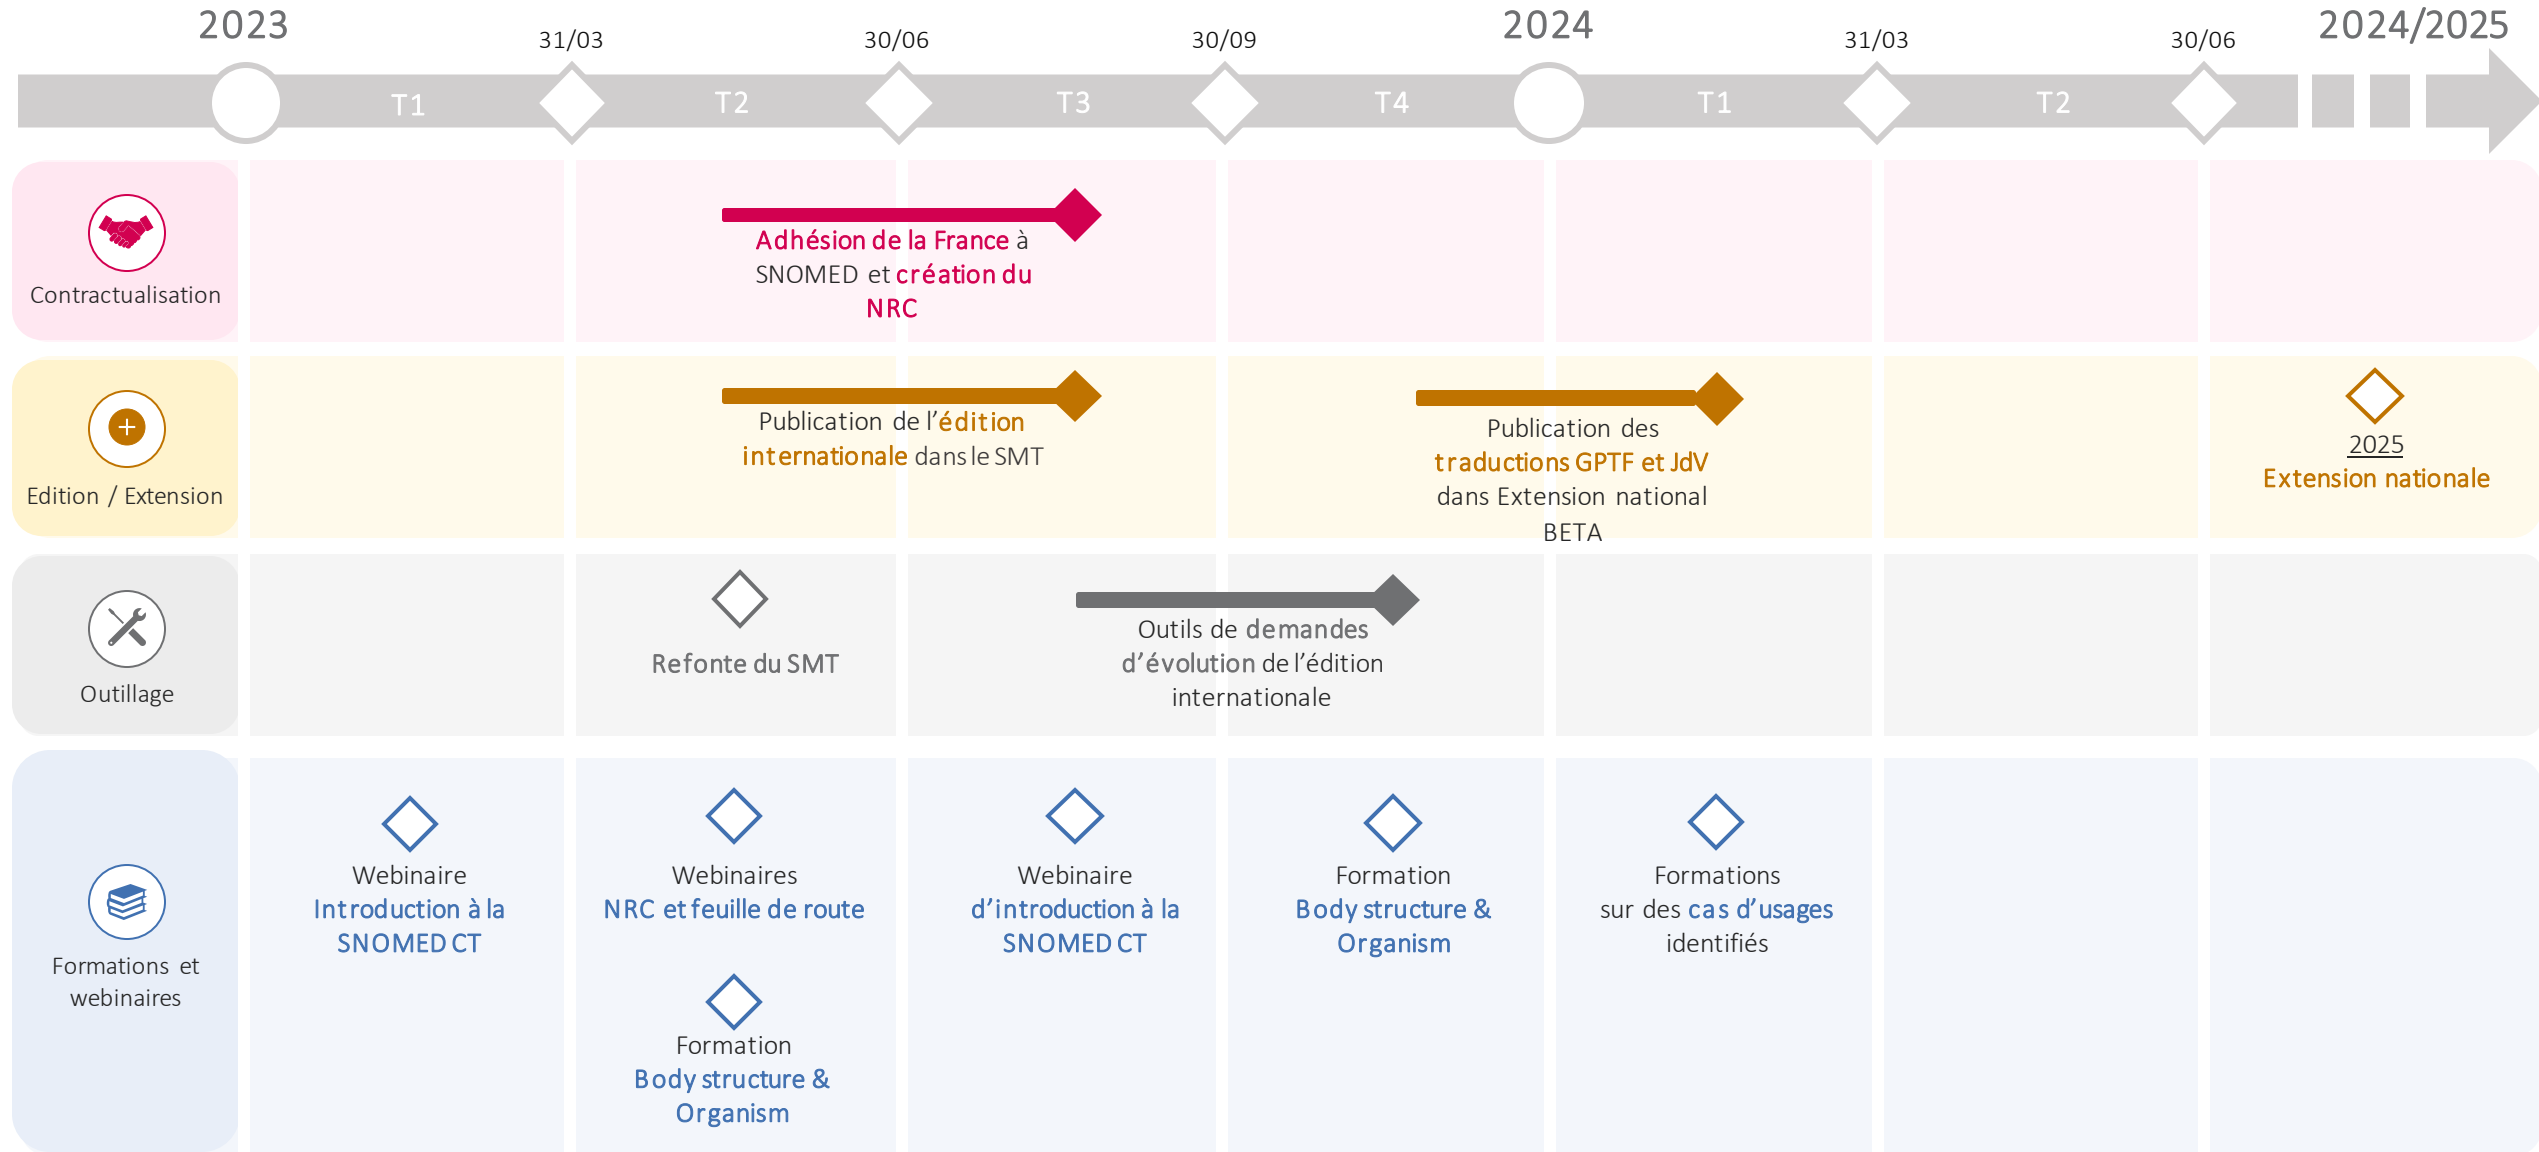 2023
31/03
30/06
30/09
2024
31/03
30/06
2024/2025
T1
T2
T3
T4
T1
T2
Contractualisation
Adhésion de la France à
SNOMED et création du
NRC
Edition / Extension
Publication de l’édition
internationale dans le SMT
Publication des
traductions GPTF et JdV
dans Extension national
BETA
2025
Extension nationale
Outillage
Refonte du SMT
Outils de demandes
d’évolution de l’édition
internationale
Formations et
webinaires
Webinaire
Introduction à la
SNOMED CT
Webinaires
NRC et feuille de route
Formation
Body structure &
Organism
Webinaire
d’introduction à la
SNOMED CT
Formation
Body structure &
Organism
Formations
sur des cas d’usages
identifiés